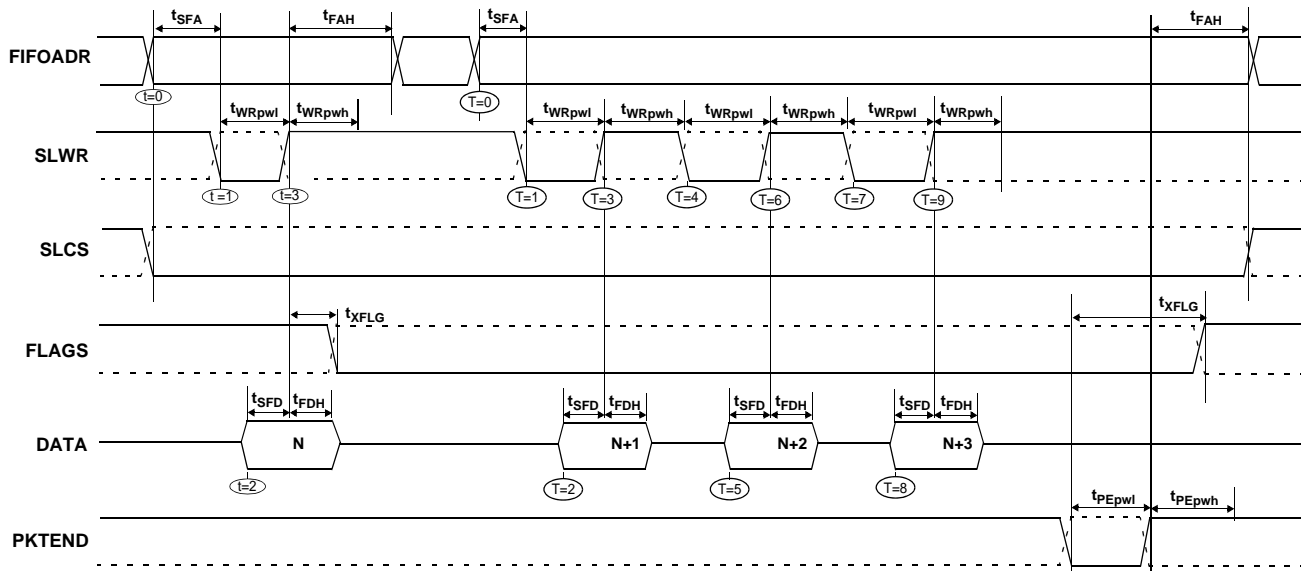 tSFA tFAH tSFA tFAH
FIFOADR
t=0 T=0
tWRpwl tWRpwh tWRpwl tWRpwh tWRpwl tWRpwh tWRpwl tWRpwh
SLWR
t=1 t=3 T=1 T=3 T=4 T=6 T=7 T=9
SLCS
tXFLG tXFLG
FLAGS
tSFD tFDH tSFD tFDH tSFD tFDH tSFD tFDH
DATA N N+1 N+2 N+3
t=2 T=2 T=5 T=8
tPEpwl tPEpwh
PKTEND